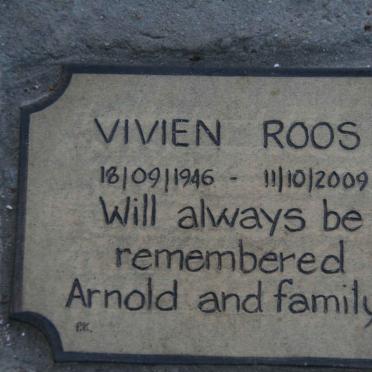 VIVIEN ROOS
18/09/1946 - 11/10/2009
Will always be
remembered
Arnold and family